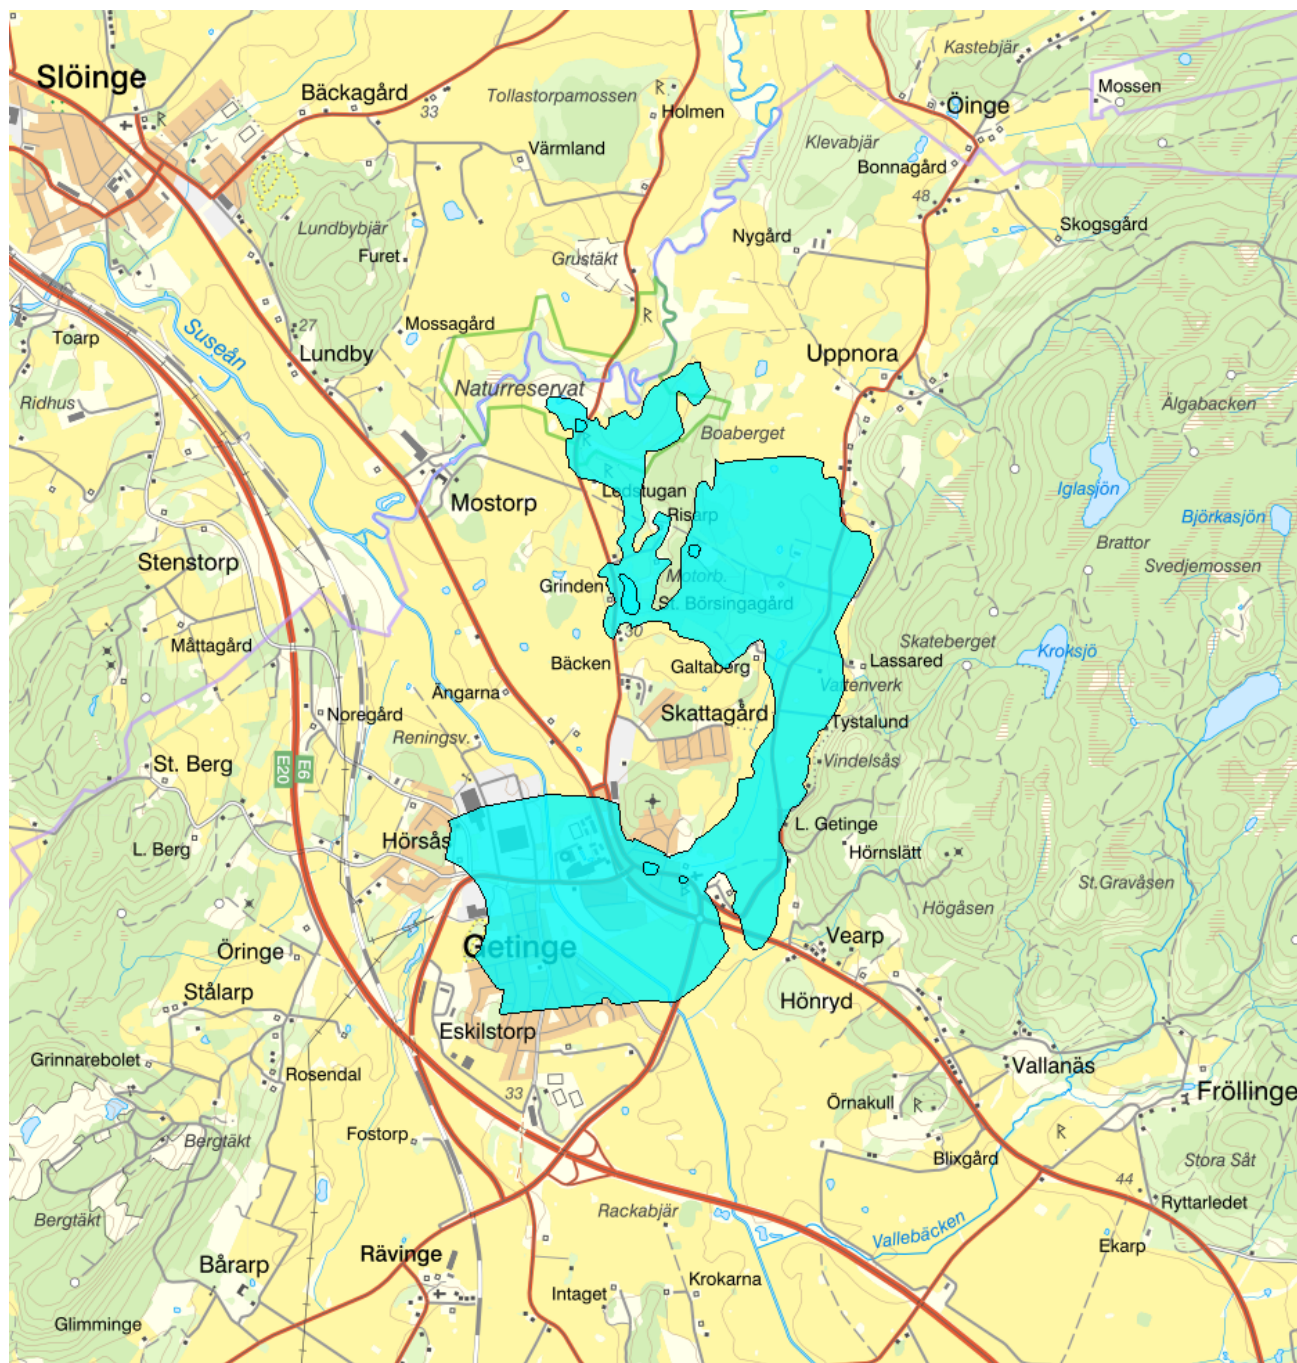 Kastebjär
Slöinge
Bäckagård
33
Tollastorpamossen
Holmen
Mossen
Öinge
Värmland
Klevabjär
Bonnagård
48
Lundbybjär
Furet
Nygård
Skogsgård
Grustäkt
Suseån
27
Mossagård
Toarp
Lundby
Uppnora
Ridhus
Naturreservat
Älgabacken
Boaberget
Ledstugan
Iglasjön
Mostorp
Risarp
Björkasjön
Brattor
Stenstorp
Svedjemossen
Motorb.
Grinden
St. Börsingagård
30
Måttagård
Skateberget
Kroksjö
Bäcken
Galtaberg
Lassared
Vattenverk
Ängarna
Noregård
Skattagård
Tystalund
Reningsv.
Vindelsås
St. Berg
E20
E6
L. Getinge
Hörsås
L. Berg
Hörnslätt
St.Gravåsen
Högåsen
Öringe
Getinge
Vearp
Stålarp
Hönryd
Eskilstorp
Grinnarebolet
Rosendal
Vallanäs
33
Fröllinge
Örnakull
Fostorp
Bergtäkt
Blixgård
Stora Såt
44
Bergtäkt
Rackabjär
Ryttarledet
Vallebäcken
Ekarp
Rävinge
Bårarp
Krokarna
Intaget
Glimminge